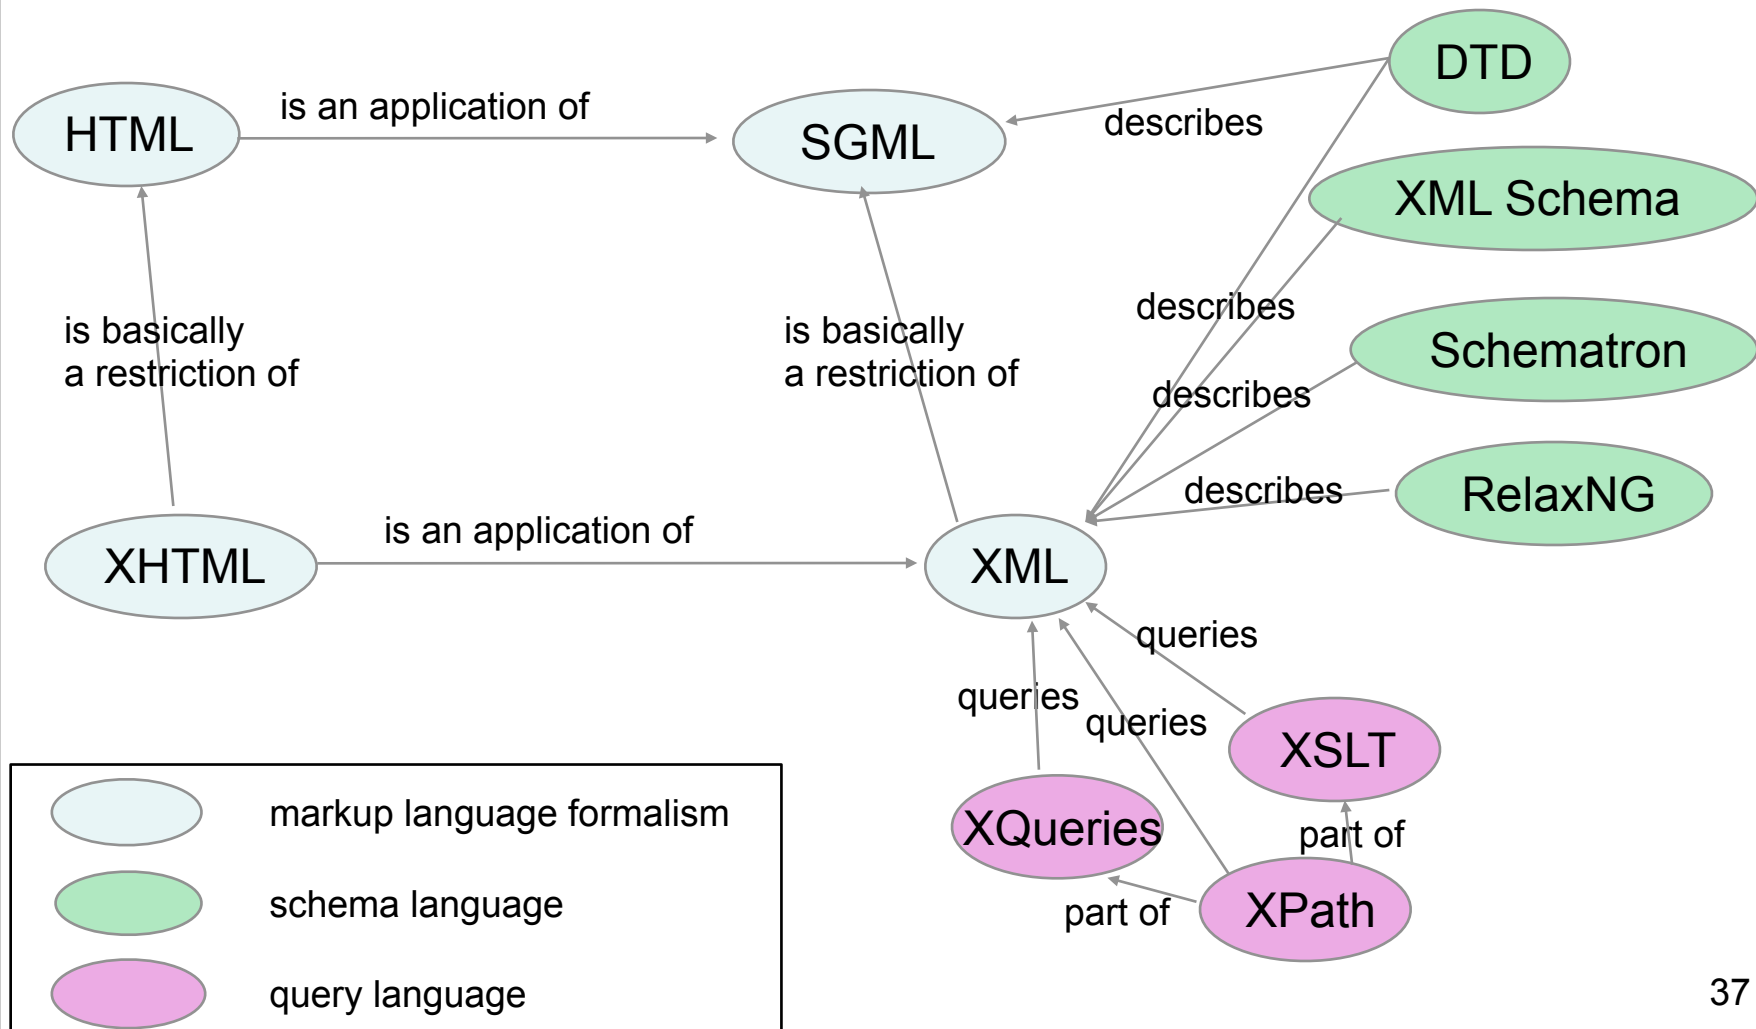 DTD
is an application of
HTML
SGML
describes
XML Schema
describes
is basically
a restriction of
is basically
a restriction of
Schematron
describes
describes
RelaxNG
is an application of
XHTML
XML
queries
queries
queries
XSLT
XQueries
part of
part of
XPath
markup language formalism
schema language
query language
37